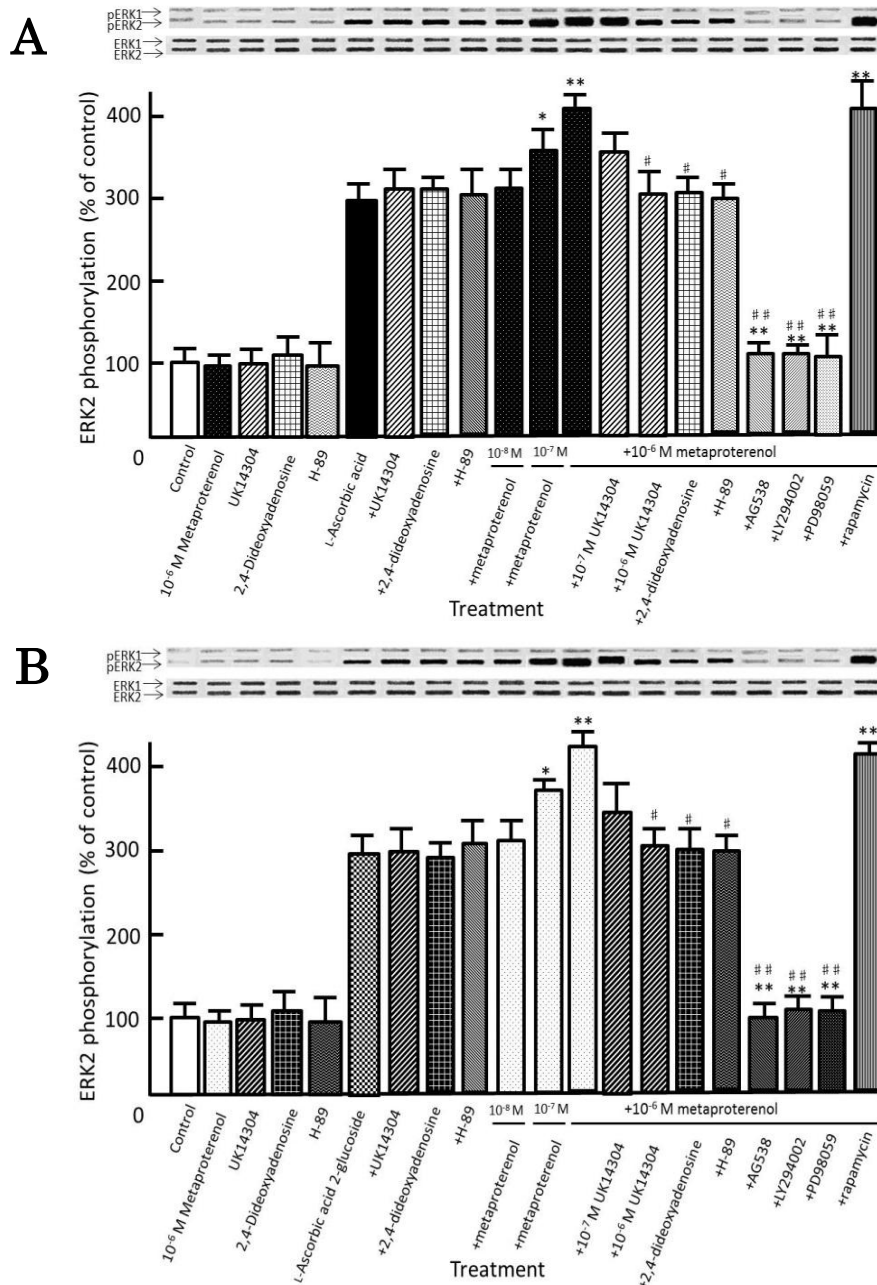 A
pERK1
pERK2
ERK1
ERK2
ERK2 phosphorylation (% of control)
400
300
200
100
0
*
**
#
#
#
##
**
##
**
##
**
**
10⁻⁸ M
10⁻⁷ M
+10⁻⁶ M metaproterenol
Control
10⁻⁶ M Metaproterenol
UK14304
2,4-Dideoxyadenosine
H-89
L-Ascorbic acid
+UK14304
+2,4-dideoxyadenosine
+H-89
+metaproterenol
+metaproterenol
+10⁻⁷ M UK14304
+10⁻⁶ M UK14304
+2,4-dideoxyadenosine
+H-89
+AG538
+LY294002
+PD98059
+rapamycin
Treatment
B
pERK1
pERK2
ERK1
ERK2
ERK2 phosphorylation (% of control)
400
300
200
100
0
*
**
#
#
#
##
**
##
**
##
**
**
10⁻⁸ M
10⁻⁷ M
+10⁻⁶ M metaproterenol
Control
10⁻⁶ M Metaproterenol
UK14304
2,4-Dideoxyadenosine
H-89
L-Ascorbic acid 2-glucoside
+UK14304
+2,4-dideoxyadenosine
+H-89
+metaproterenol
+metaproterenol
+10⁻⁷ M UK14304
+10⁻⁶ M UK14304
+2,4-dideoxyadenosine
+H-89
+AG538
+LY294002
+PD98059
+rapamycin
Treatment